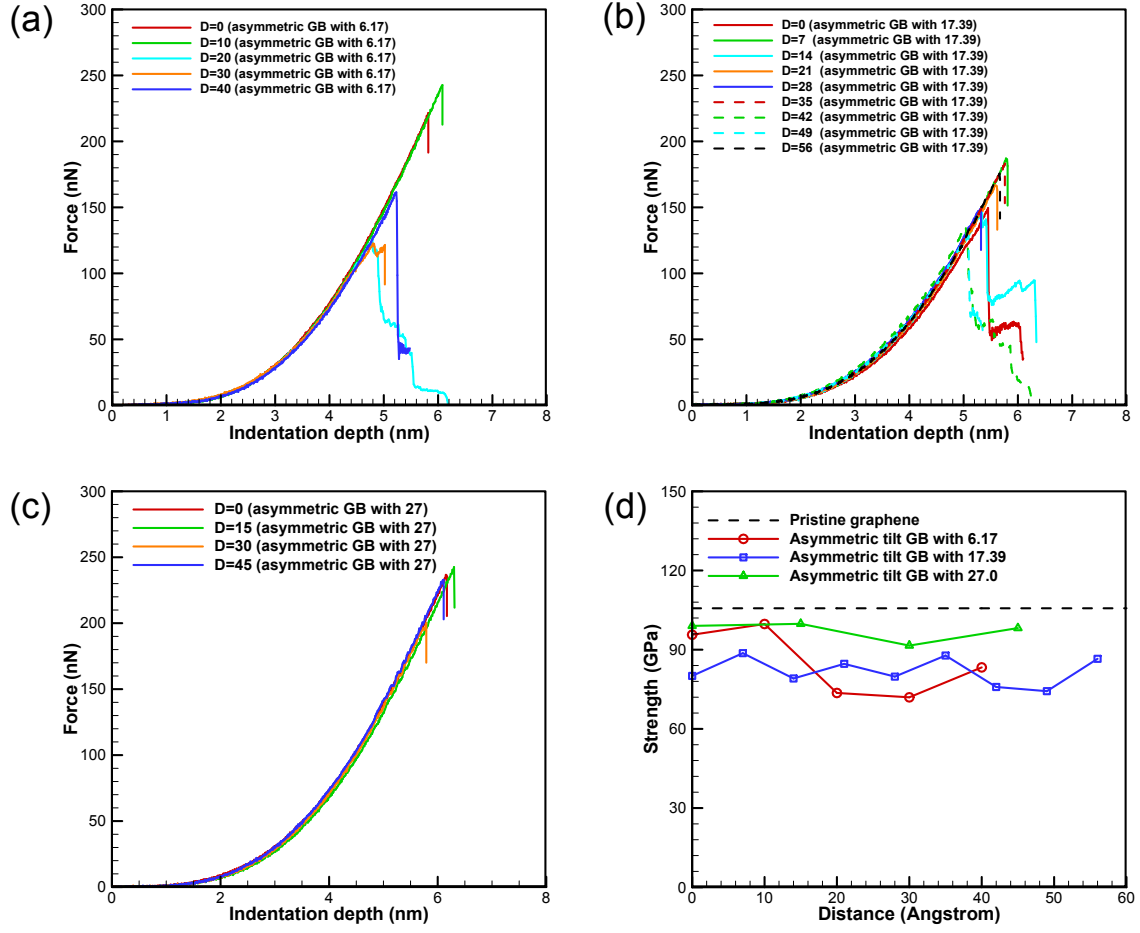 (a)
D=0 (asymmetric GB with 6.17)
D=10 (asymmetric GB with 6.17)
D=20 (asymmetric GB with 6.17)
D=30 (asymmetric GB with 6.17)
D=40 (asymmetric GB with 6.17)
300
250
200
150
100
50
0
Force (nN)
0 1 2 3 4 5 6 7 8
Indentation depth (nm)
(b)
D=0 (asymmetric GB with 17.39)
D=7 (asymmetric GB with 17.39)
D=14 (asymmetric GB with 17.39)
D=21 (asymmetric GB with 17.39)
D=28 (asymmetric GB with 17.39)
D=35 (asymmetric GB with 17.39)
D=42 (asymmetric GB with 17.39)
D=49 (asymmetric GB with 17.39)
D=56 (asymmetric GB with 17.39)
300
250
200
150
100
50
0
Force (nN)
0 1 2 3 4 5 6 7 8
Indentation depth (nm)
(c)
D=0 (asymmetric GB with 27)
D=15 (asymmetric GB with 27)
D=30 (asymmetric GB with 27)
D=45 (asymmetric GB with 27)
300
250
200
150
100
50
0
Force (nN)
0 1 2 3 4 5 6 7 8
Indentation depth (nm)
(d)
Pristine graphene
Asymmetric tilt GB with 6.17
Asymmetric tilt GB with 17.39
Asymmetric tilt GB with 27.0
150
120
90
60
30
0
Strength (GPa)
0 10 20 30 40 50 60
Distance (Angstrom)